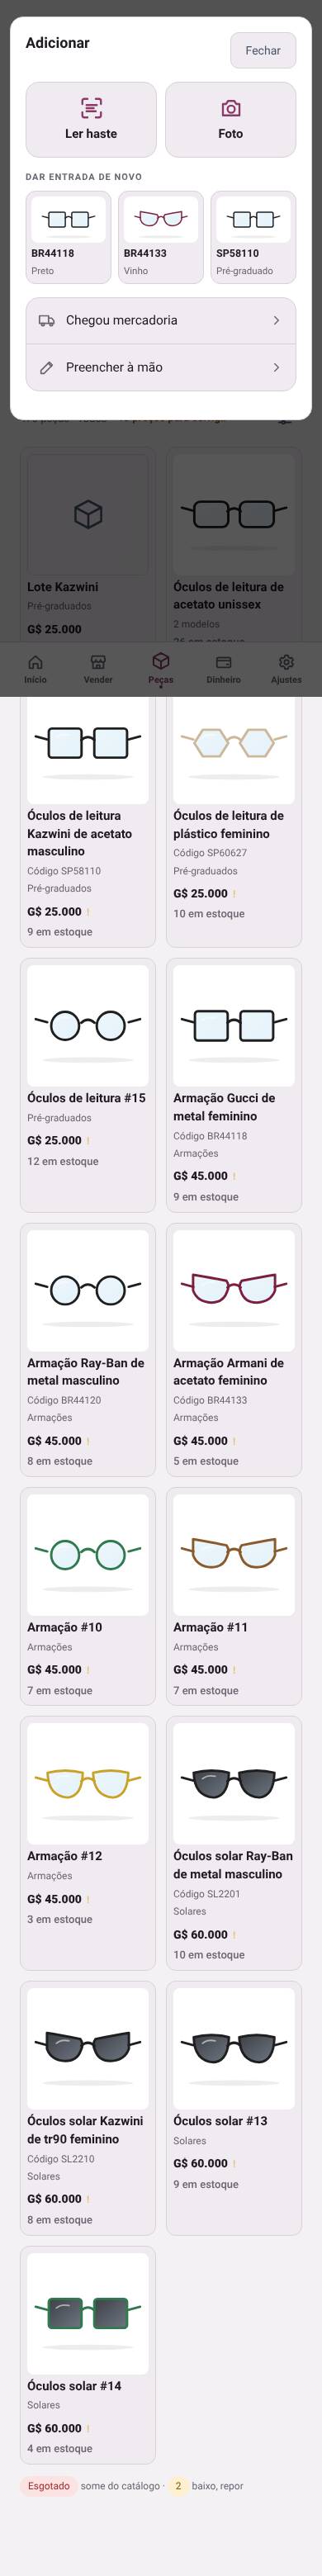 Adicionar
Fechar
Ler haste
Foto
DAR ENTRADA DE NOVO
BR44118
Preto
BR44133
Vinho
SP58110
Pré-graduado
Chegou mercadoria
Preencher à mão
Lote Kazwini
Pré-graduados
G$ 25.000
Óculos de leitura de
acetato unissex
2 modelos
Início
Vender
Peças
Dinheiro
Ajustes
Óculos de leitura
Kazwini de acetato
masculino
Código SP58110
Pré-graduados
G$ 25.000 !
9 em estoque
Óculos de leitura de
plástico feminino
Código SP60627
Pré-graduados
G$ 25.000 !
10 em estoque
Óculos de leitura #15
Pré-graduados
G$ 25.000 !
12 em estoque
Armação Gucci de
metal feminino
Código BR44118
Armações
G$ 45.000 !
9 em estoque
Armação Ray-Ban de
metal masculino
Código BR44120
Armações
G$ 45.000 !
8 em estoque
Armação Armani de
acetato feminino
Código BR44133
Armações
G$ 45.000 !
5 em estoque
Armação #10
Armações
G$ 45.000 !
7 em estoque
Armação #11
Armações
G$ 45.000 !
7 em estoque
Armação #12
Armações
G$ 45.000 !
3 em estoque
Óculos solar Ray-Ban
de metal masculino
Código SL2201
Solares
G$ 60.000 !
10 em estoque
Óculos solar Kazwini
de tr90 feminino
Código SL2210
Solares
G$ 60.000 !
8 em estoque
Óculos solar #13
Solares
G$ 60.000 !
9 em estoque
Óculos solar #14
Solares
G$ 60.000 !
4 em estoque
Esgotado some do catálogo · 2 baixo, repor